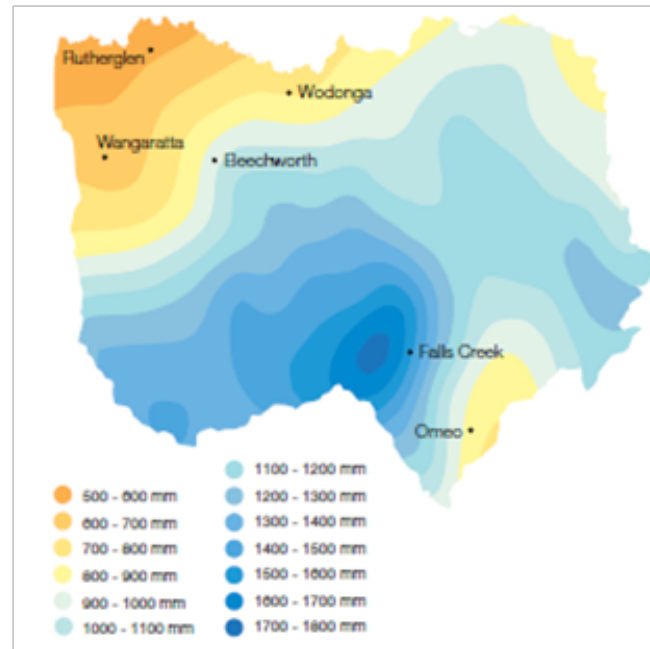 Rutherglen
Wodonga
Wangaratta
Beechworth
Falls Creek
Omeo
500 - 600 mm
600 - 700 mm
700 - 800 mm
800 - 900 mm
900 - 1000 mm
1000 - 1100 mm
1100 - 1200 mm
1200 - 1300 mm
1300 - 1400 mm
1400 - 1500 mm
1500 - 1600 mm
1600 - 1700 mm
1700 - 1800 mm